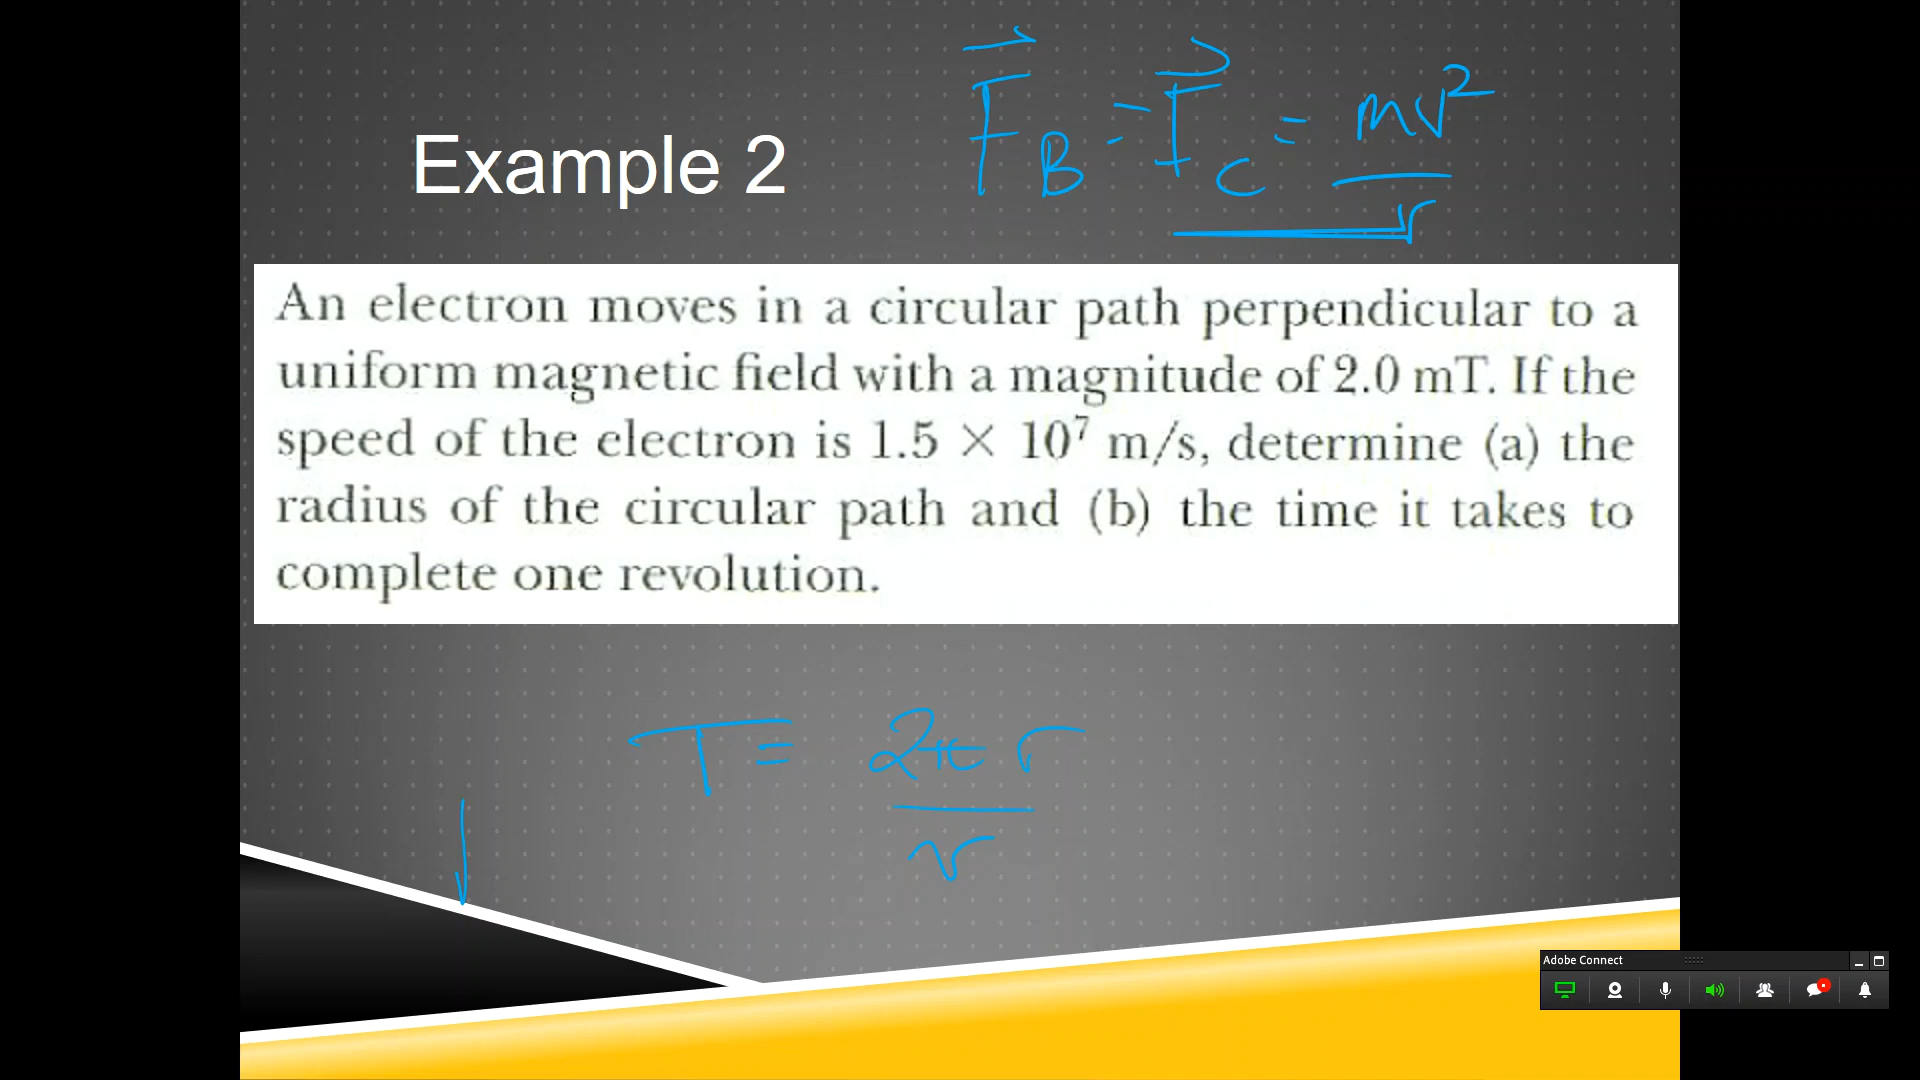 F⃗B = F⃗c = mv²/r
Example 2
An electron moves in a circular path perpendicular to a
uniform magnetic field with a magnitude of 2.0 mT. If the
speed of the electron is 1.5 × 10⁷ m/s, determine (a) the
radius of the circular path and (b) the time it takes to
complete one revolution.
T = 2πr/v
Adobe Connect